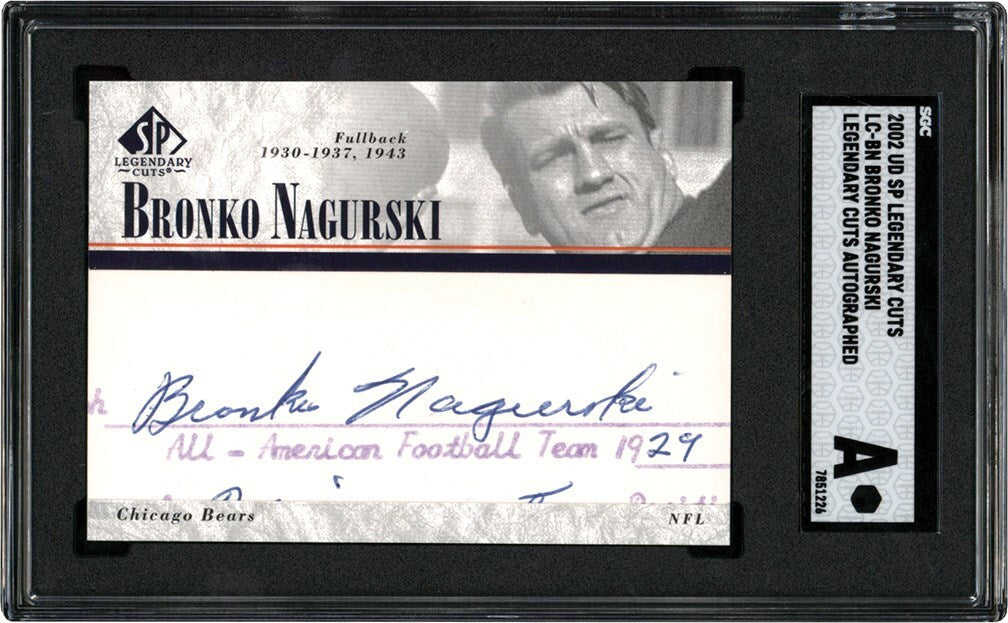 SP
LEGENDARY
CUTS®
Fullback
1930-1937, 1943
BRONKO NAGURSKI
Bronko Nagurski
All - American Football Team 1929
Chicago Bears
NFL
SGC
2002 UD SP LEGENDARY CUTS
LC-BN BRONKO NAGURSKI
LEGENDARY CUTS AUTOGRAPHED
A
7851226